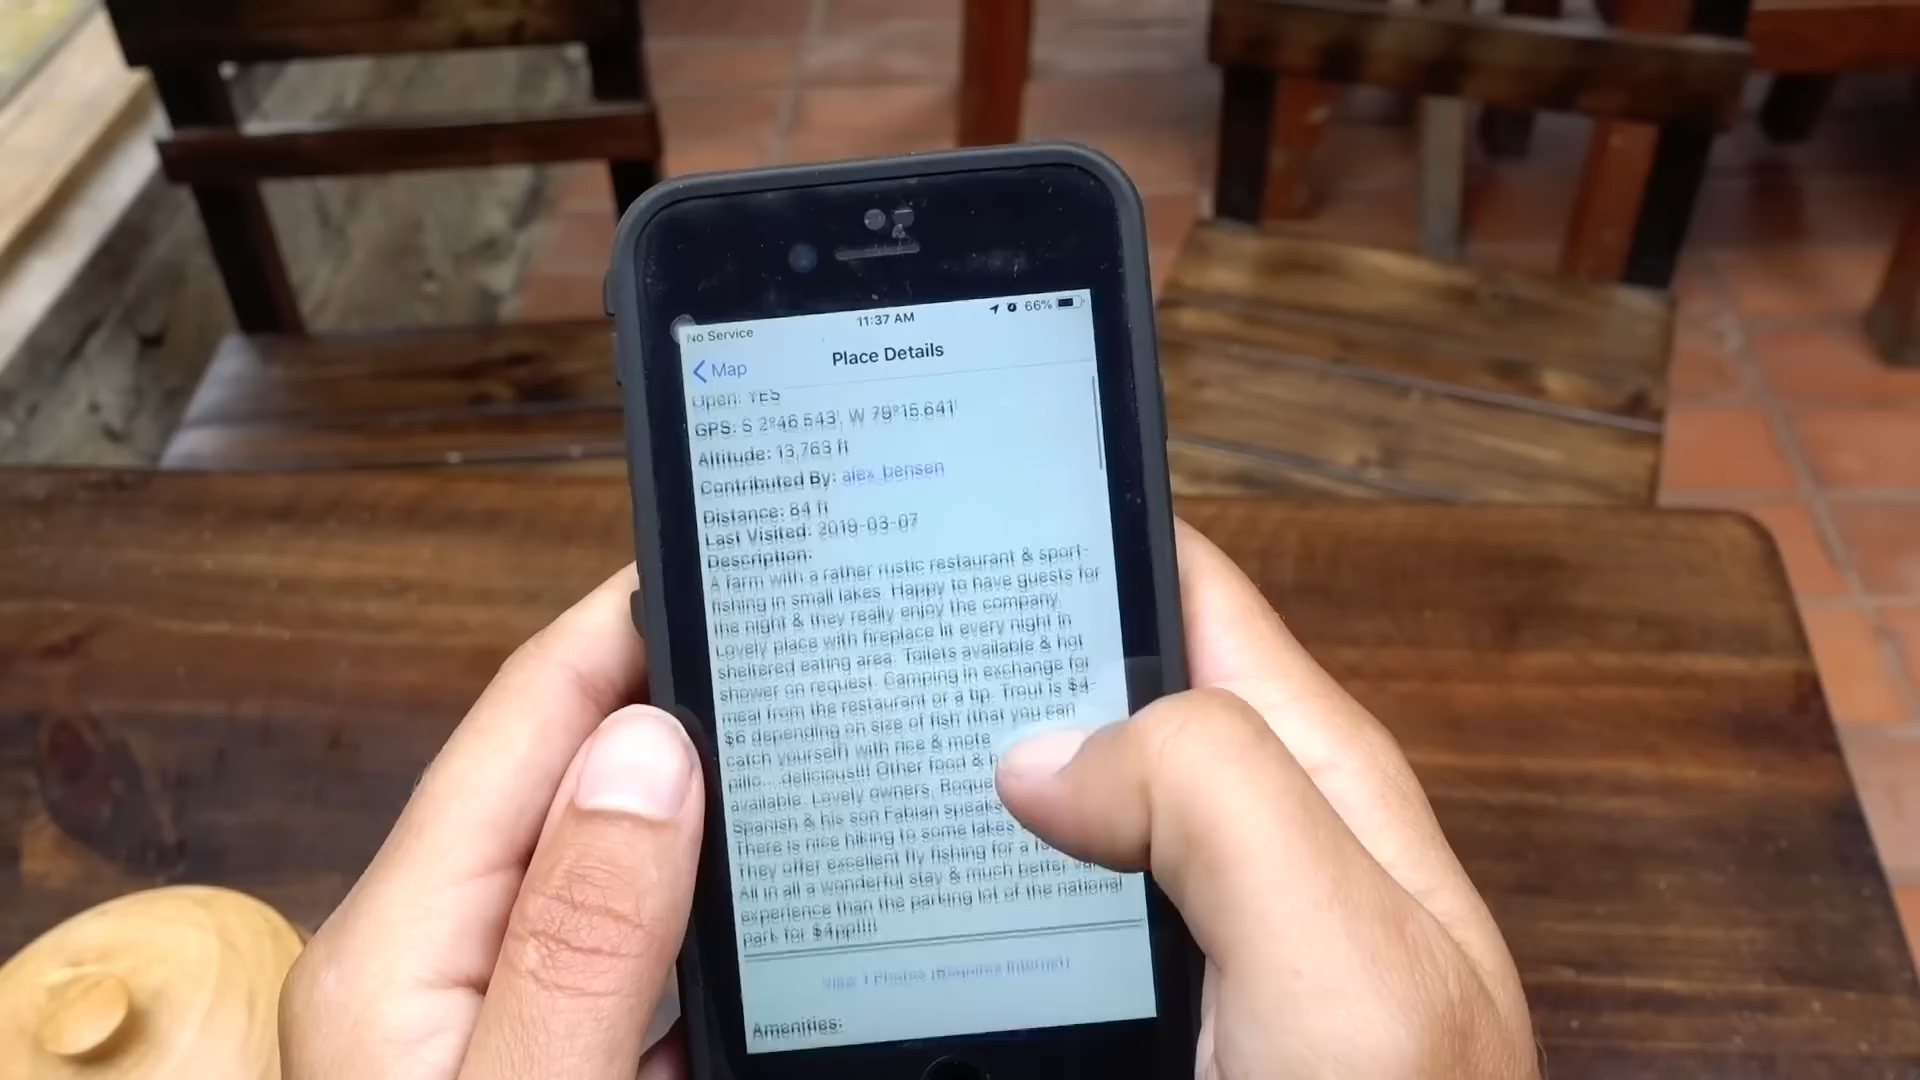 No Service 11:37 AM 66%
Map Place Details
Open: YES
GPS: S 2°46.543', W 79°15.641'
Altitude: 13,763 ft
Contributed By: alex.bensen
Distance: 84 ft
Last Visited: 2019-03-07
Description:
A farm with a rather rustic restaurant & sport-
fishing in small lakes. Happy to have guests for
the night & they really enjoy the company.
Lovely place with fireplace lit every night in
sheltered eating area. Toilets available & hot
shower on request. Camping in exchange for
meal from the restaurant or a tip. Trout is $4-
$6 depending on size of fish (that you can
catch yourself) with rice & mote
pillo....delicious!!! Other food &
available. Lovely owners, Roque
Spanish & his son Fabian speaks
There is nice hiking to some lakes
They offer excellent fly fishing for a
All in all a wonderful stay & much better
experience than the parking lot of the national
park for $4pp!!!!
View 1 Photos (Requires Internet)
Amenities: